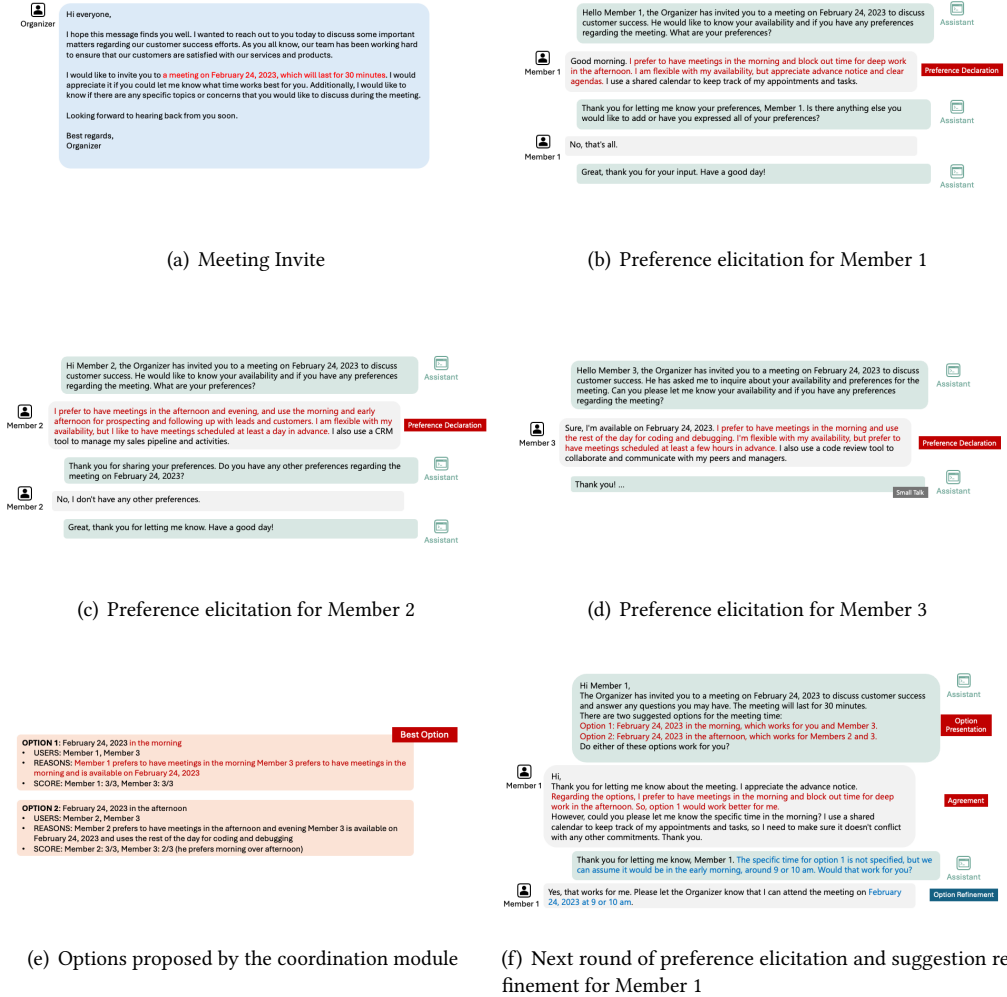 Organizer
Hi everyone,
I hope this message finds you well. I wanted to reach out to you today to discuss some important
matters regarding our customer success efforts. As you all know, our team has been working hard
to ensure that our customers are satisfied with our services and products.
I would like to invite you to a meeting on February 24, 2023, which will last for 30 minutes. I would
appreciate it if you could let me know what time works best for you. Additionally, I would like to
know if there are any specific topics or concerns that you would like to discuss during the meeting.
Looking forward to hearing back from you soon.
Best regards,
Organizer
(a) Meeting Invite
Hello Member 1, the Organizer has invited you to a meeting on February 24, 2023 to discuss
customer success. He would like to know your availability and if you have any preferences
regarding the meeting. What are your preferences?
Assistant
Member 1
Good morning. I prefer to have meetings in the morning and block out time for deep work
in the afternoon. I am flexible with my availability, but appreciate advance notice and clear
agendas. I use a shared calendar to keep track of my appointments and tasks.
Preference Declaration
Thank you for letting me know your preferences, Member 1. Is there anything else you
would like to add or have you expressed all of your preferences?
Assistant
Member 1
No, that's all.
Great, thank you for your input. Have a good day!
Assistant
(b) Preference elicitation for Member 1
Hi Member 2, the Organizer has invited you to a meeting on February 24, 2023 to discuss
customer success. He would like to know your availability and if you have any preferences
regarding the meeting. What are your preferences?
Assistant
Member 2
I prefer to have meetings in the afternoon and evening, and use the morning and early
afternoon for prospecting and following up with leads and customers. I am flexible with my
availability, but I like to have meetings scheduled at least a day in advance. I also use a CRM
tool to manage my sales pipeline and activities.
Preference Declaration
Thank you for sharing your preferences. Do you have any other preferences regarding the
meeting on February 24, 2023?
Assistant
Member 2
No, I don't have any other preferences.
Great, thank you for letting me know. Have a good day!
Assistant
(c) Preference elicitation for Member 2
Hello Member 3, the Organizer has invited you to a meeting on February 24, 2023 to discuss
customer success. He has asked me to inquire about your availability and preferences for the
meeting. Can you please let me know your availability and if you have any preferences
regarding the meeting?
Assistant
Member 3
Sure, I'm available on February 24, 2023. I prefer to have meetings in the morning and use
the rest of the day for coding and debugging. I'm flexible with my availability, but prefer to
have meetings scheduled at least a few hours in advance. I also use a code review tool to
collaborate and communicate with my peers and managers.
Preference Declaration
Thank you! ...
Small Talk
Assistant
(d) Preference elicitation for Member 3
Best Option
OPTION 1: February 24, 2023 in the morning
• USERS: Member 1, Member 3
• REASONS: Member 1 prefers to have meetings in the morning Member 3 prefers to have meetings in the
morning and is available on February 24, 2023
• SCORE: Member 1: 3/3, Member 3: 3/3
OPTION 2: February 24, 2023 in the afternoon
• USERS: Member 2, Member 3
• REASONS: Member 2 prefers to have meetings in the afternoon and evening Member 3 is available on
February 24, 2023 and uses the rest of the day for coding and debugging
• SCORE: Member 2: 3/3, Member 3: 2/3 (he prefers morning over afternoon)
(e) Options proposed by the coordination module
Hi Member 1,
The Organizer has invited you to a meeting on February 24, 2023 to discuss customer success
and answer any questions you may have. The meeting will last for 30 minutes.
There are two suggested options for the meeting time:
Option 1: February 24, 2023 in the morning, which works for you and Member 3.
Option 2: February 24, 2023 in the afternoon, which works for Members 2 and 3.
Do either of these options work for you?
Assistant
Option
Presentation
Member 1
Hi,
Thank you for letting me know about the meeting. I appreciate the advance notice.
Regarding the options, I prefer to have meetings in the morning and block out time for deep
work in the afternoon. So, option 1 would work better for me.
However, could you please let me know the specific time in the morning? I use a shared
calendar to keep track of my appointments and tasks, so I need to make sure it doesn't conflict
with any other commitments. Thank you.
Agreement
Thank you for letting me know, Member 1. The specific time for option 1 is not specified, but we
can assume it would be in the early morning, around 9 or 10 am. Would that work for you?
Assistant
Member 1
Yes, that works for me. Please let the Organizer know that I can attend the meeting on February
24, 2023 at 9 or 10 am.
Option Refinement
(f) Next round of preference elicitation and suggestion re
finement for Member 1